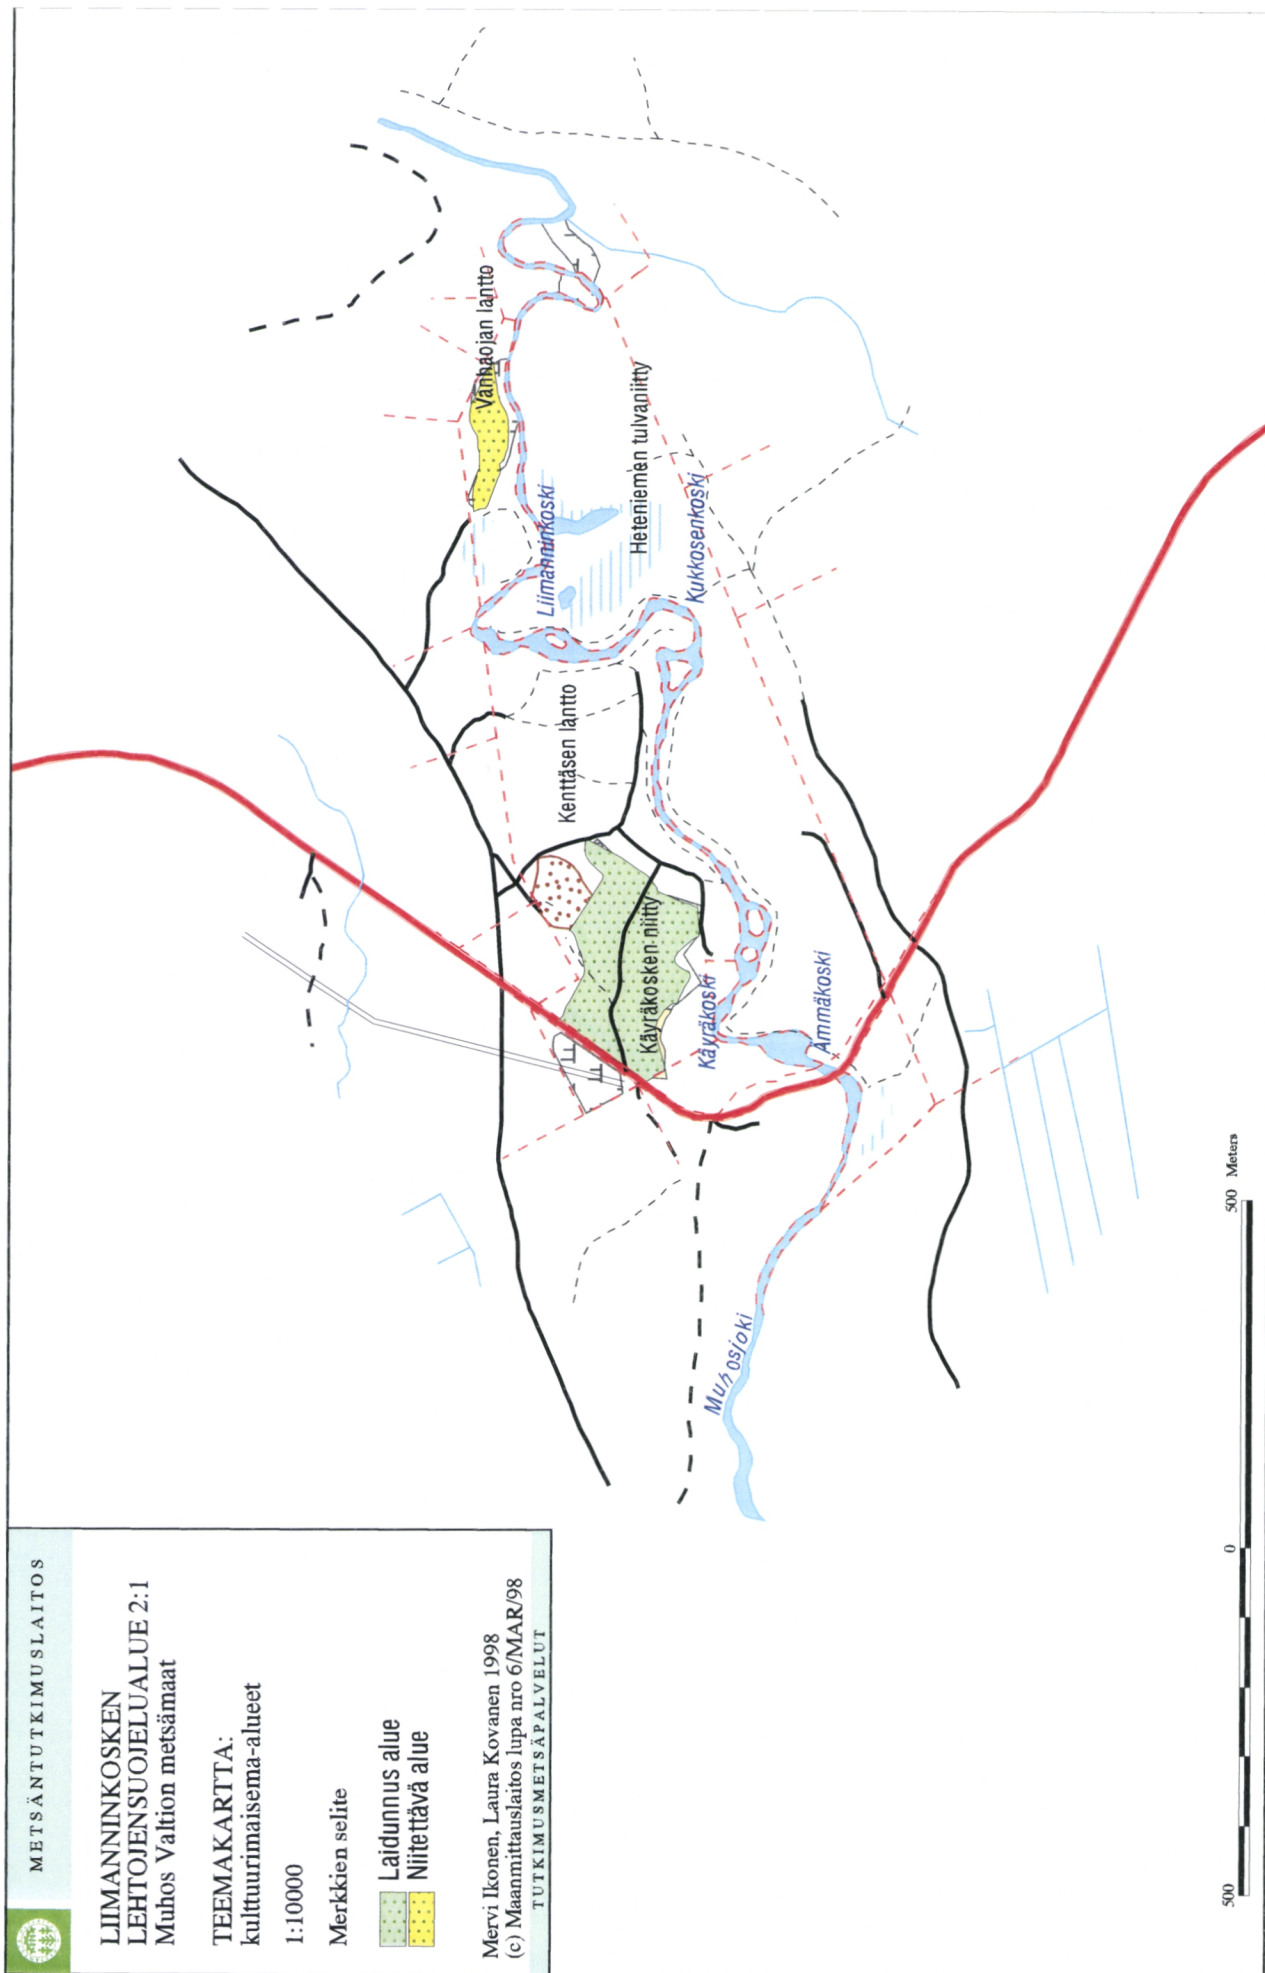 METSÄNTUTKIMUSLAITOS
LIIMANNINKOSKEN
LEHTOJENSUOJELUALUE 2:1
Muhos Valtion metsämaat
TEEMAKARTTA:
kulttuurimaisema-alueet
1:10000
Merkkien selite
Laidunnus alue
Niitettävä alue
Mervi Ikonen, Laura Kovanen 1998
(c) Maanmittauslaitos lupa nro 6/MAR/98
TUTKIMUSMETSÄPALVELUT
Vanhaojan lantto
Liimanninkoski
Heteniemen tulvaniitty
Kukkosenkoski
Kenttäsen lantto
Käyräkosken niitty
Käyräkoski
Ämmäkoski
Muhosjoki
500 0 500 Meters